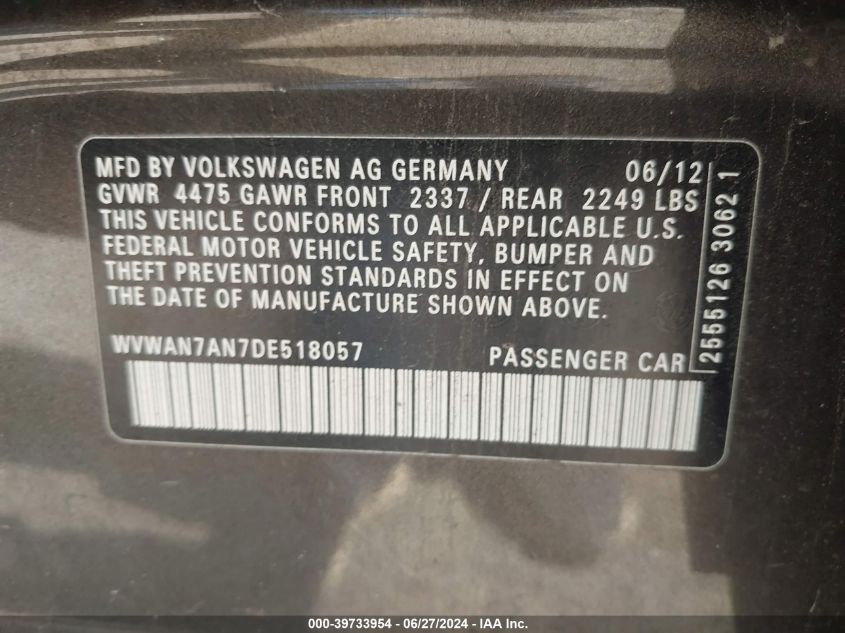 MFD BY VOLKSWAGEN AG GERMANY 06/12
GVWR 4475 GAWR FRONT 2337 / REAR 2249 LBS
THIS VEHICLE CONFORMS TO ALL APPLICABLE U.S.
FEDERAL MOTOR VEHICLE SAFETY, BUMPER AND
THEFT PREVENTION STANDARDS IN EFFECT ON
THE DATE OF MANUFACTURE SHOWN ABOVE.
WVWAN7AN7DE518057 PASSENGER CAR
2555126 3062 1
000-39733954 - 06/27/2024 - IAA Inc.